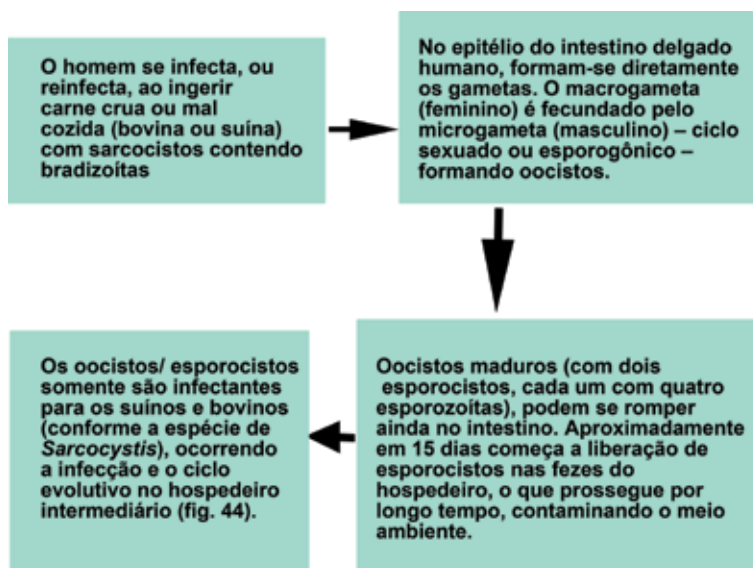 O homem se infecta, ou
reinfecta, ao ingerir
carne crua ou mal
cozida (bovina ou suína)
com sarcocistos contendo
bradizoítas
No epitélio do intestino delgado
humano, formam-se diretamente
os gametas. O macrogameta
(feminino) é fecundado pelo
microgameta (masculino) – ciclo
sexuado ou esporogônico –
formando oocistos.
Oocistos maduros (com dois
esporocistos, cada um com quatro
esporozoítas), podem se romper
ainda no intestino. Aproximadamente
em 15 dias começa a liberação de
esporocistos nas fezes do
hospedeiro, o que prossegue por
longo tempo, contaminando o meio
ambiente.
Os oocistos/ esporocistos
somente são infectantes
para os suínos e bovinos
(conforme a espécie de
Sarcocystis), ocorrendo
a infecção e o ciclo
evolutivo no hospedeiro
intermediário (fig. 44).